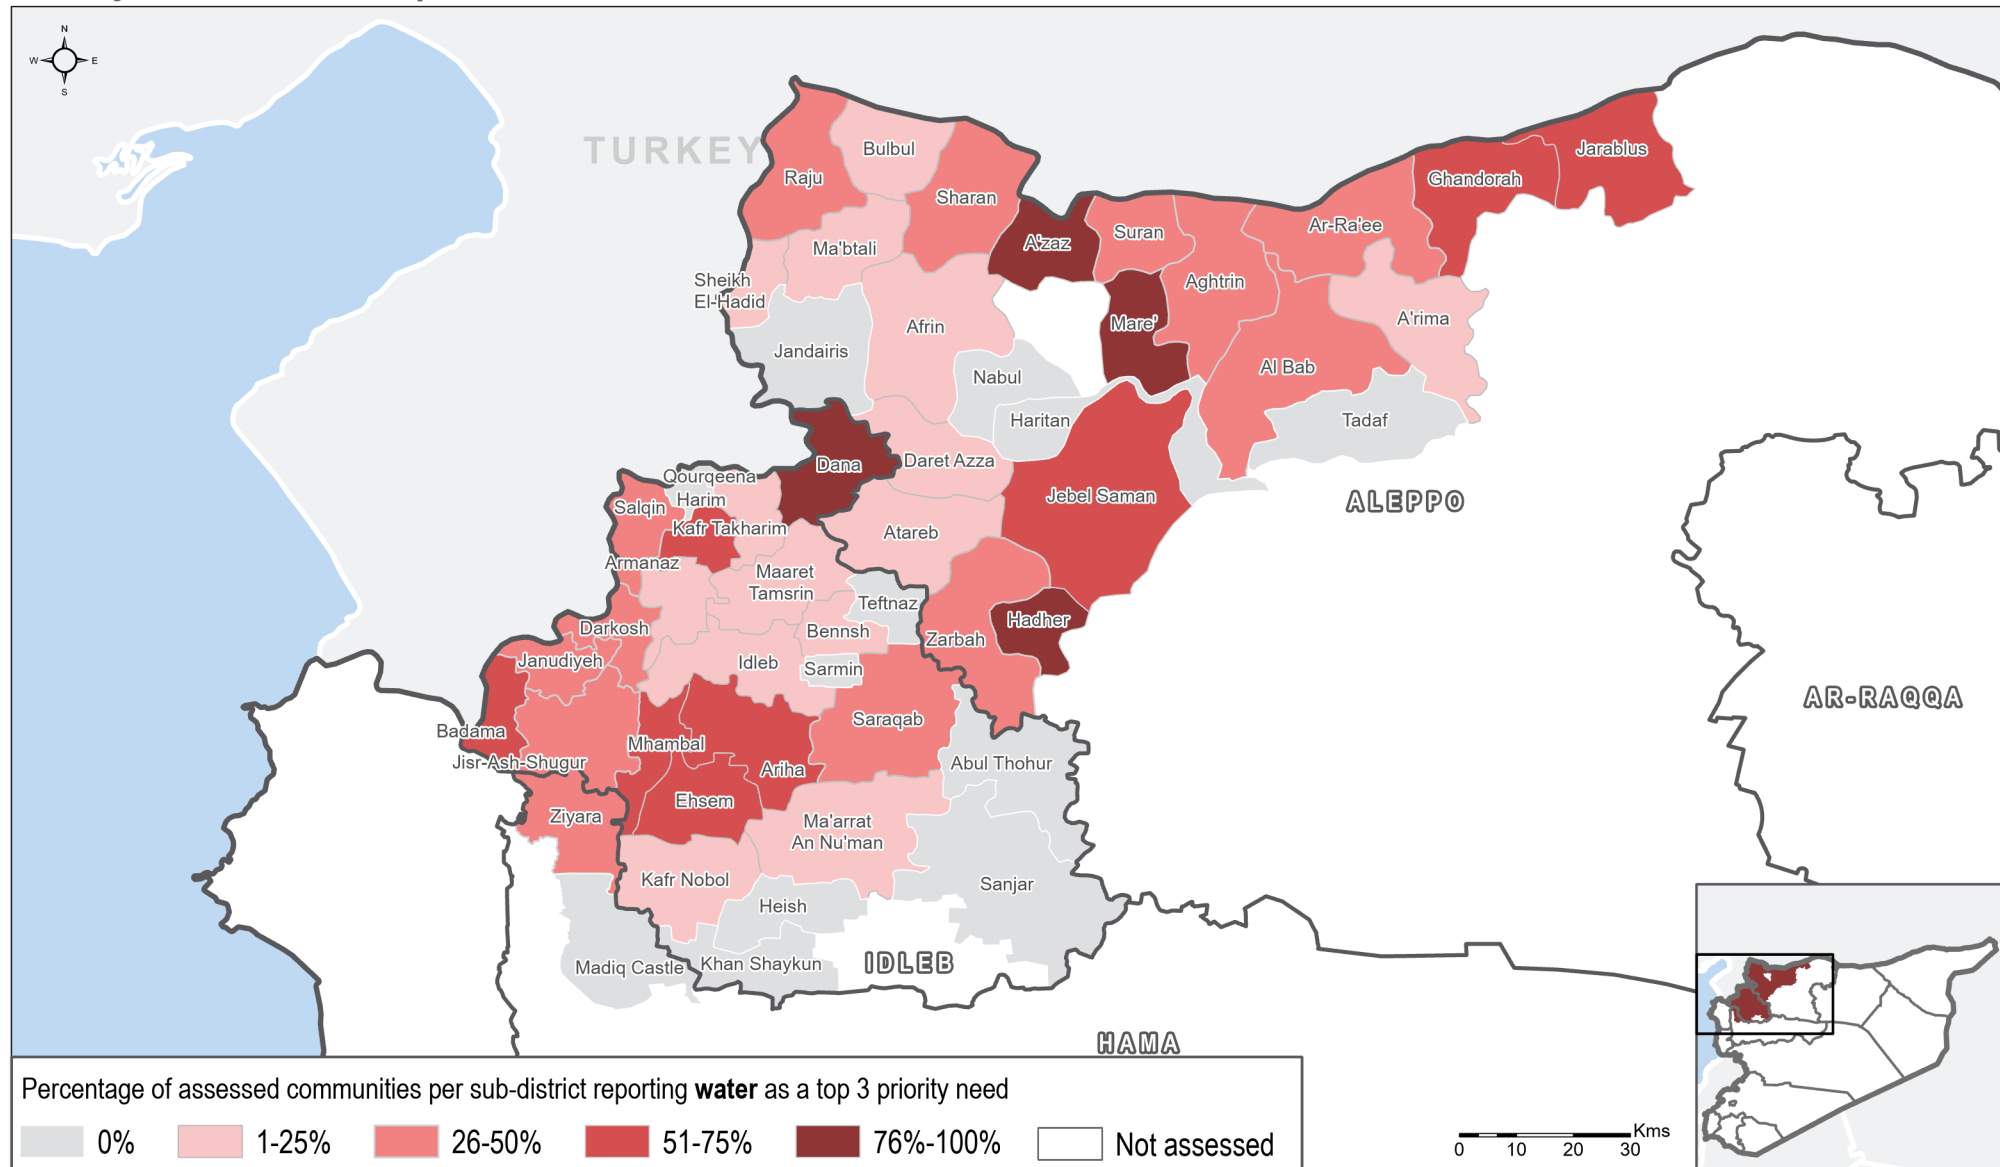 N
W E
S
TURKEY
Bulbul
Raju
Sharan
Jarablus
Ghandorah
A'zaz
Suran
Ar-Ra'ee
Ma'btali
Sheikh
El-Hadid
Aghtrin
Afrin
Mare'
A'rima
Jandairis
Nabul
Al Bab
Haritan
Tadaf
Dana
Daret Azza
Qourqeena
Harim
Salqin
Jebel Saman
ALEPPO
Kafr Takharim
Atareb
Armanaz
Maaret
Tamsrin
Teftnaz
Hadher
Darkosh
Bennsh
Zarbah
Janudiyeh
Idleb
Sarmin
AR-RAQQA
Saraqab
Badama
Mhambal
Jisr-Ash-Shugur
Ariha
Abul Thohur
Ehsem
Ziyara
Ma'arrat
An Nu'man
Kafr Nobol
Sanjar
Heish
Madiq Castle
Khan Shaykun
IDLEB
HAMA
Percentage of assessed communities per sub-district reporting water as a top 3 priority need
0% 1-25% 26-50% 51-75% 76%-100% Not assessed
Kms
0 10 20 30